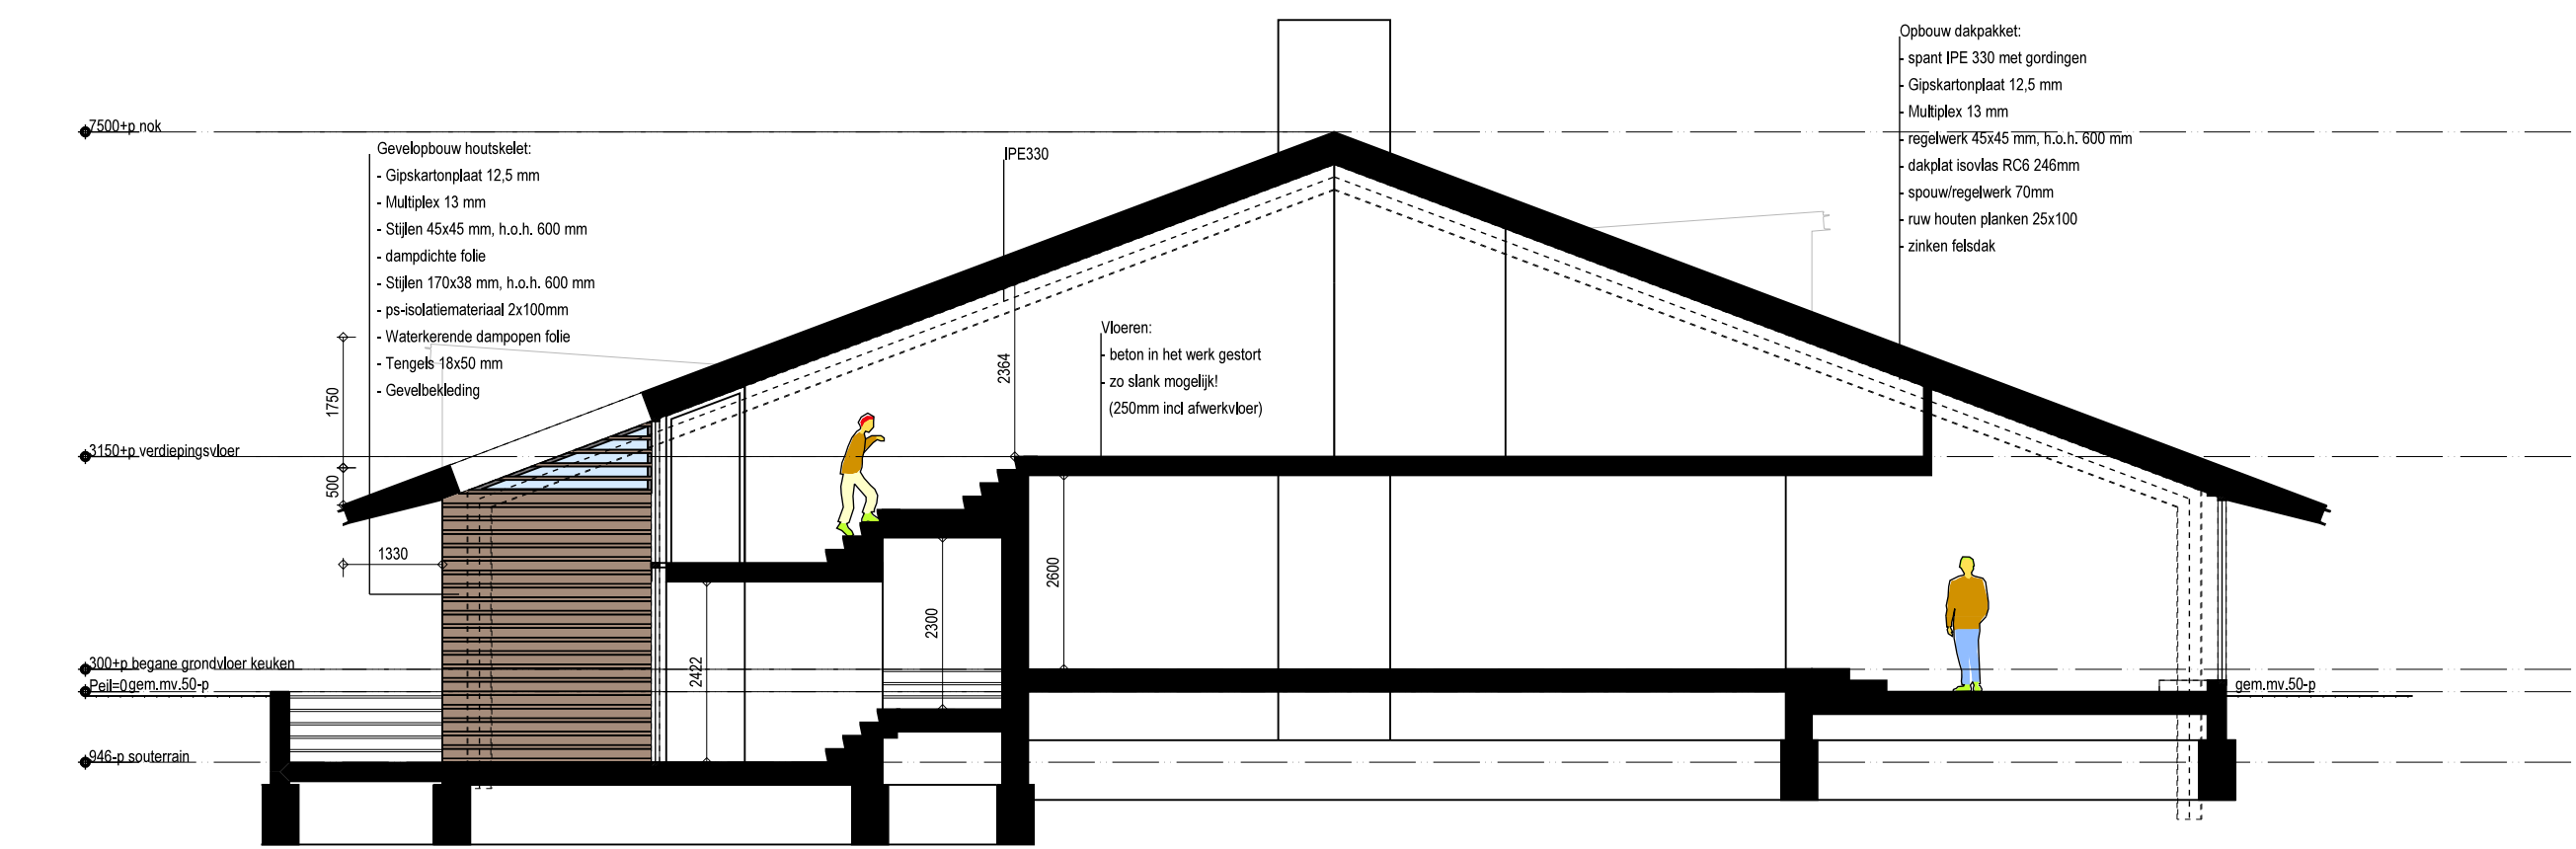 Opbouw dakpakket:
- spant IPE 330 met gordingen
- Gipskartonplaat 12,5 mm
- Multiplex 13 mm
- regelwerk 45x45 mm, h.o.h. 600 mm
- dakplat isovlas RC6 246mm
- spouw/regelwerk 70mm
- ruw houten planken 25x100
- zinken felsdak
7500+p nok
Gevelopbouw houtskelet:
- Gipskartonplaat 12,5 mm
- Multiplex 13 mm
- Stijlen 45x45 mm, h.o.h. 600 mm
- dampdichte folie
- Stijlen 170x38 mm, h.o.h. 600 mm
- ps-isolatiemateriaal 2x100mm
- Waterkerende dampopen folie
- Tengels 18x50 mm
- Gevelbekleding
IPE330
Vloeren:
- beton in het werk gestort
- zo slank mogelijk!
(250mm incl afwerkvloer)
2364
1750
3150+p verdiepingsvloer
500
1330
2600
2300
2422
300+p begane grondvloer keuken
Peil=0gem.mv.50-p
gem.mv.50-p
946-p souterrain